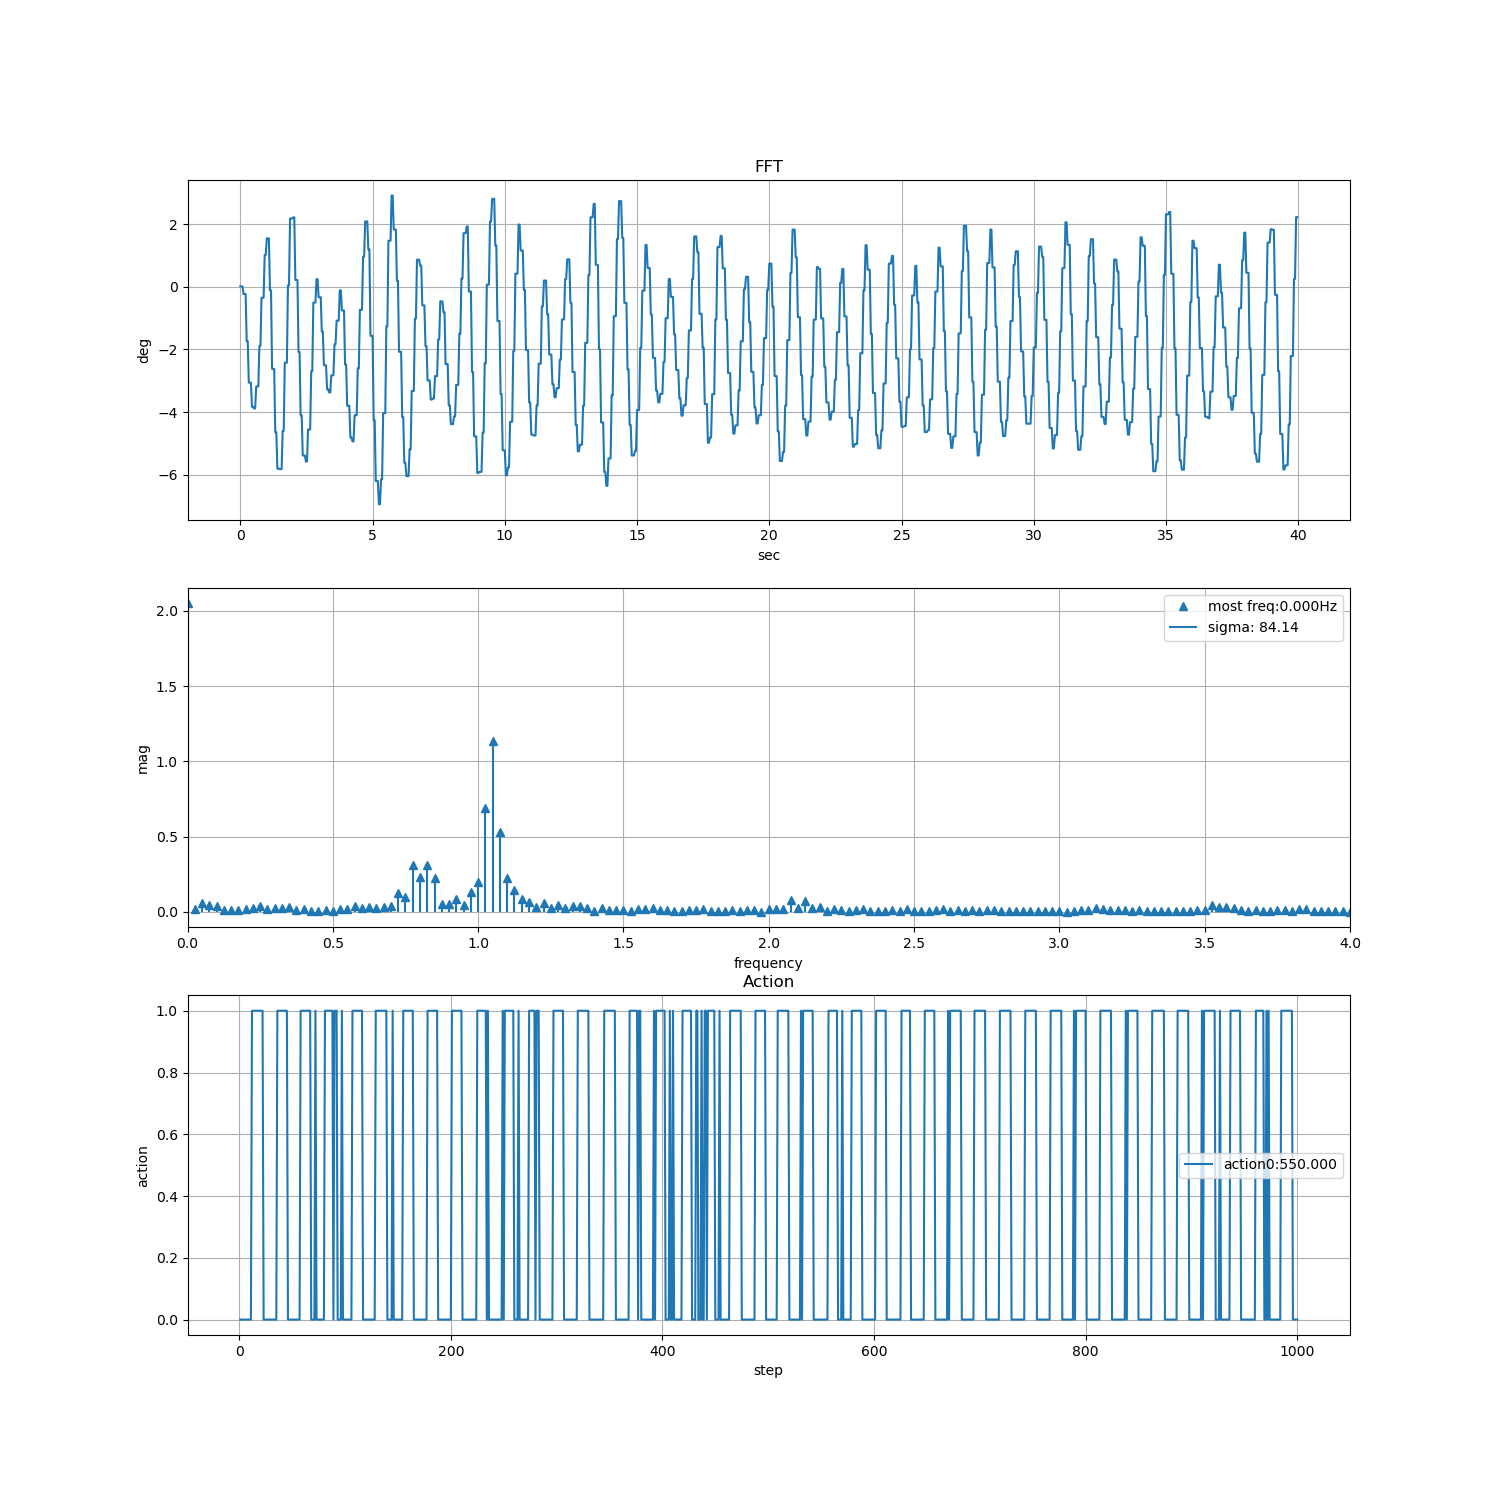 FFT
2
0
−2
−4
−6
deg
0 5 10 15 20 25 30 35 40
sec
2.0
1.5
1.0
0.5
0.0
mag
most freq:0.000Hz
sigma: 84.14
0.0 0.5 1.0 1.5 2.0 2.5 3.0 3.5 4.0
frequency
Action
1.0
0.8
0.6
0.4
0.2
0.0
action
action0:550.000
0 200 400 600 800 1000
step